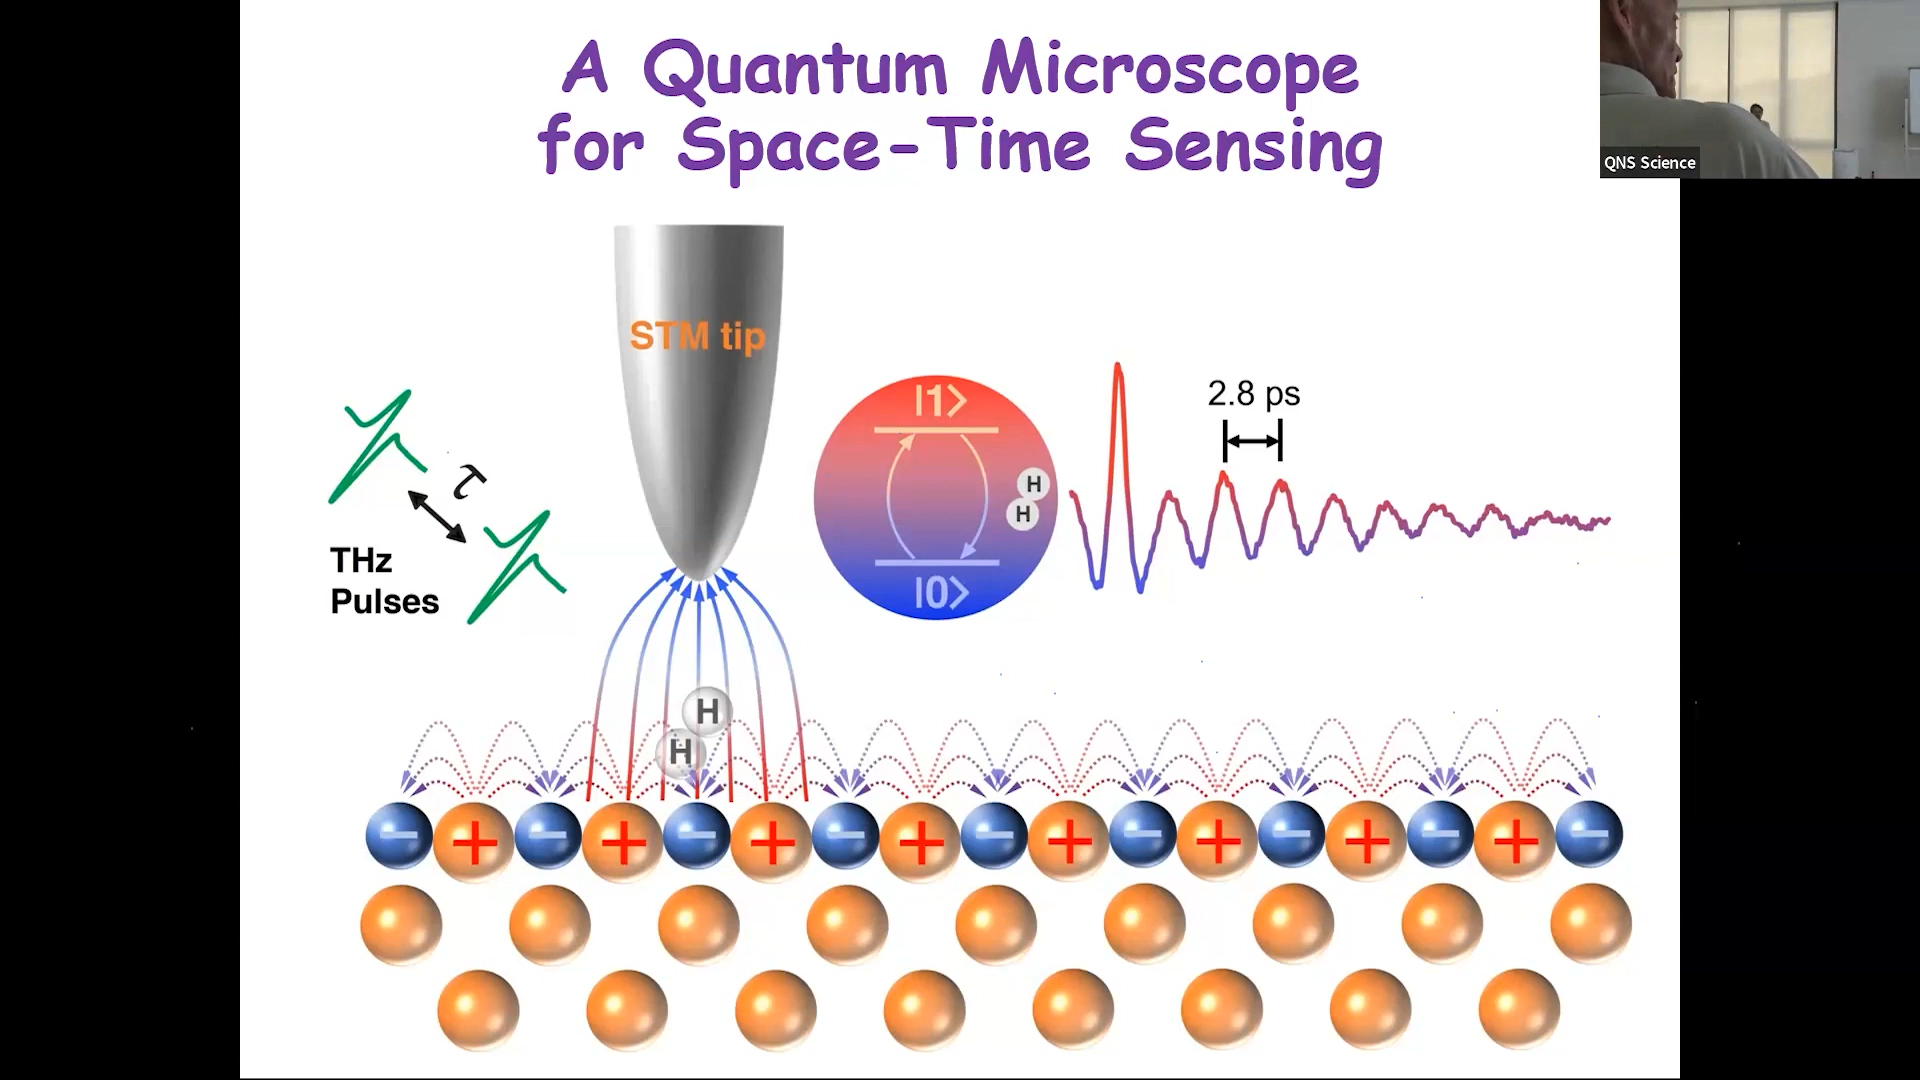 A Quantum Microscope
for Space-Time Sensing
QNS Science
STM tip
τ
THz
Pulses
|1>
|0>
H
H
2.8 ps
H
H
− + − + − + − + − + − + − + − + −